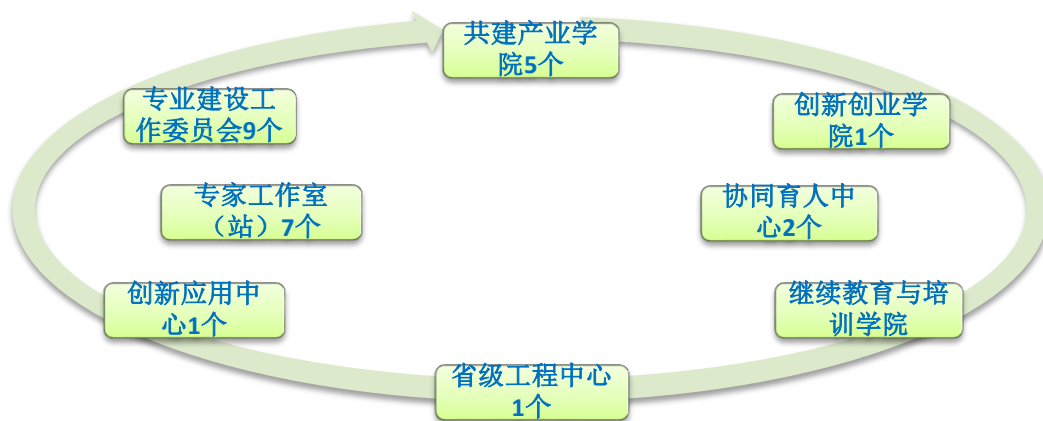 共建产业学
院5个
专业建设工
作委员会9个
创新创业学
院1个
专家工作室
（站）7个
协同育人中
心2个
创新应用中
心1个
继续教育与培
训学院
省级工程中心
1个